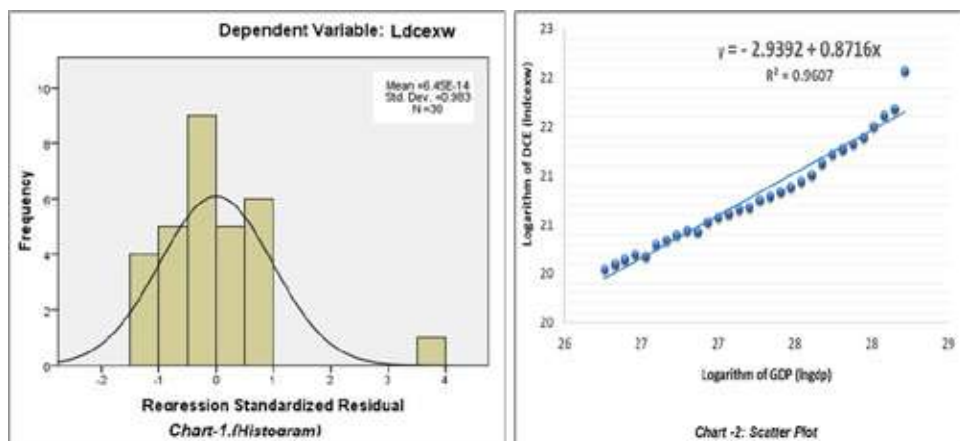 Dependent Variable: Ldcexw
Mean =6.45E-14
Std. Dev. =0.983
N =30
10
8
6
4
2
0
Frequency
-2 -1 0 1 2 3 4
Regression Standardized Residual
Chart-1.(Histogram)
y = - 2.9392 + 0.8716x
R² = 0.9607
23
22
22
21
21
20
20
Logarithm of DCE (lndcexw)
26 27 27 28 28 29
Logarithm of GDP (lngdp)
Chart -2: Scatter Plot